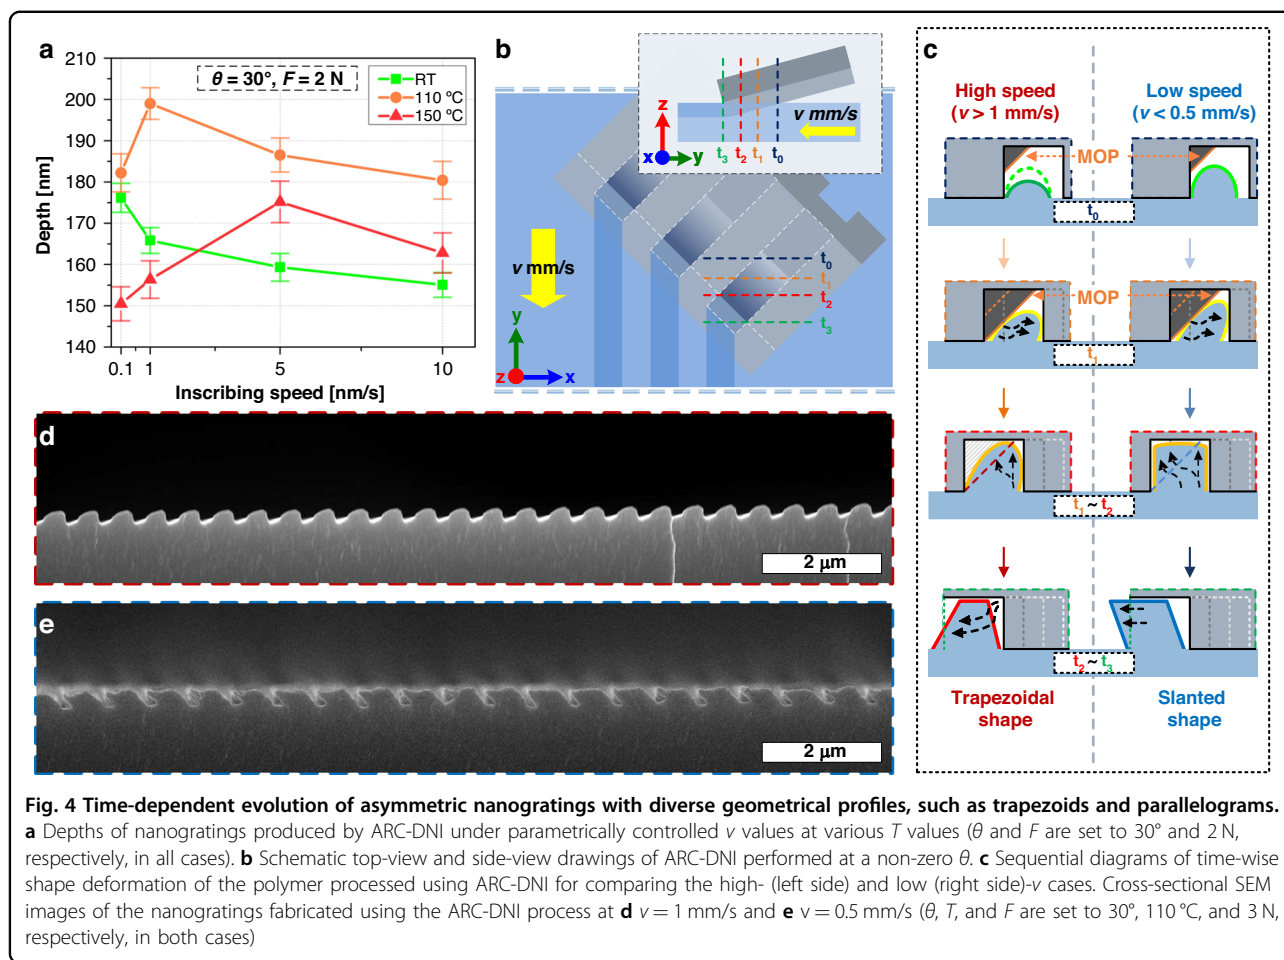 a
210
200
190
180
170
160
150
140
Depth [nm]
θ = 30°, F = 2 N
RT
110 ºC
150 ºC
0.1
1
5
10
Inscribing speed [nm/s]
b
z
x
y
t3
t2
t1
t0
v mm/s
v mm/s
t0
t1
t2
t3
y
z
x
c
High speed
(v > 1 mm/s)
Low speed
(v < 0.5 mm/s)
MOP
t0
MOP
t1
t1 ~ t2
t2 ~ t3
Trapezoidal
shape
Slanted
shape
d
2 μm
e
2 μm
Fig. 4 Time-dependent evolution of asymmetric nanogratings with diverse geometrical profiles, such as trapezoids and parallelograms.
a Depths of nanogratings produced by ARC-DNI under parametrically controlled v values at various T values (θ and F are set to 30° and 2 N,
respectively, in all cases). b Schematic top-view and side-view drawings of ARC-DNI performed at a non-zero θ. c Sequential diagrams of time-wise
shape deformation of the polymer processed using ARC-DNI for comparing the high- (left side) and low (right side)-v cases. Cross-sectional SEM
images of the nanogratings fabricated using the ARC-DNI process at d v = 1 mm/s and e v = 0.5 mm/s (θ, T, and F are set to 30°, 110 °C, and 3 N,
respectively, in both cases)